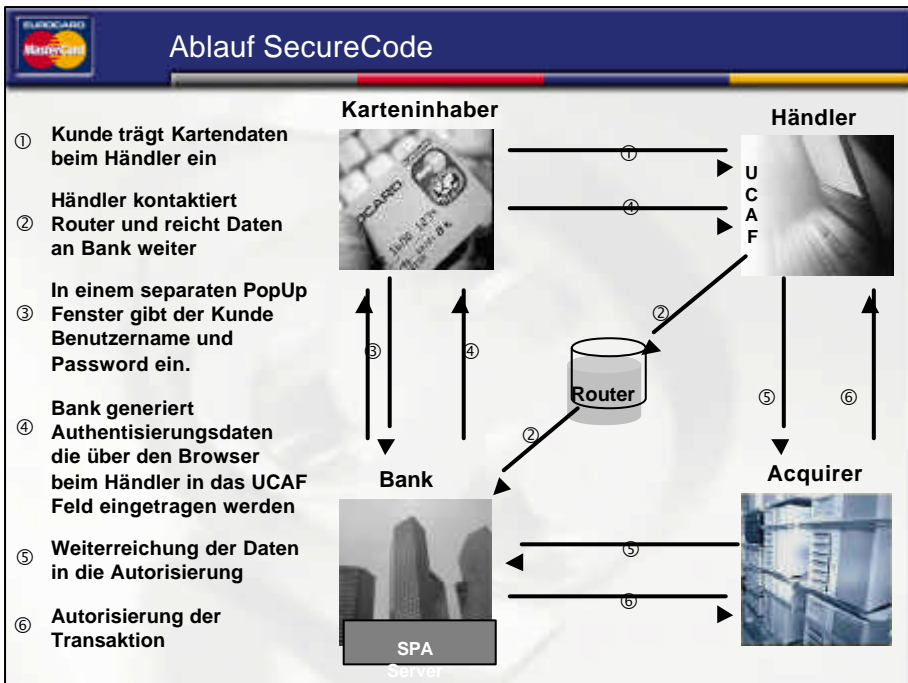 EUROCARD
MasterCard
Ablauf SecureCode
① Kunde trägt Kartendaten
beim Händler ein
Händler kontaktiert
② Router und reicht Daten
an Bank weiter
In einem separaten PopUp
③ Fenster gibt der Kunde
Benutzername und
Password ein.
Bank generiert
④ Authentisierungsdaten
die über den Browser
beim Händler in das UCAF
Feld eingetragen werden
⑤ Weiterreichung der Daten
in die Autorisierung
⑥ Autorisierung der
Transaktion
Karteninhaber
Händler
①
④
U
C
A
F
②
③
④
Router
⑤
⑥
②
Bank
Acquirer
⑤
⑥
SPA
Server